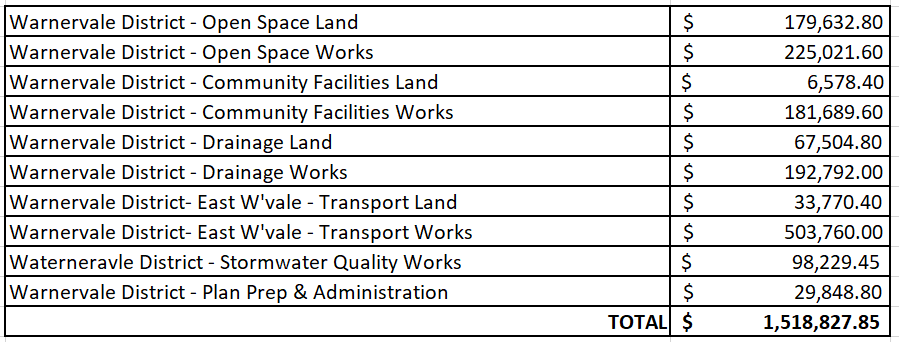 Warnervale District - Open Space Land $ 179,632.80
Warnervale District - Open Space Works $ 225,021.60
Warnervale District - Community Facilities Land $ 6,578.40
Warnervale District - Community Facilities Works $ 181,689.60
Warnervale District - Drainage Land $ 67,504.80
Warnervale District - Drainage Works $ 192,792.00
Warnervale District- East W'vale - Transport Land $ 33,770.40
Warnervale District- East W'vale - Transport Works $ 503,760.00
Waterneravle District - Stormwater Quality Works $ 98,229.45
Warnervale District - Plan Prep & Administration $ 29,848.80
TOTAL $ 1,518,827.85